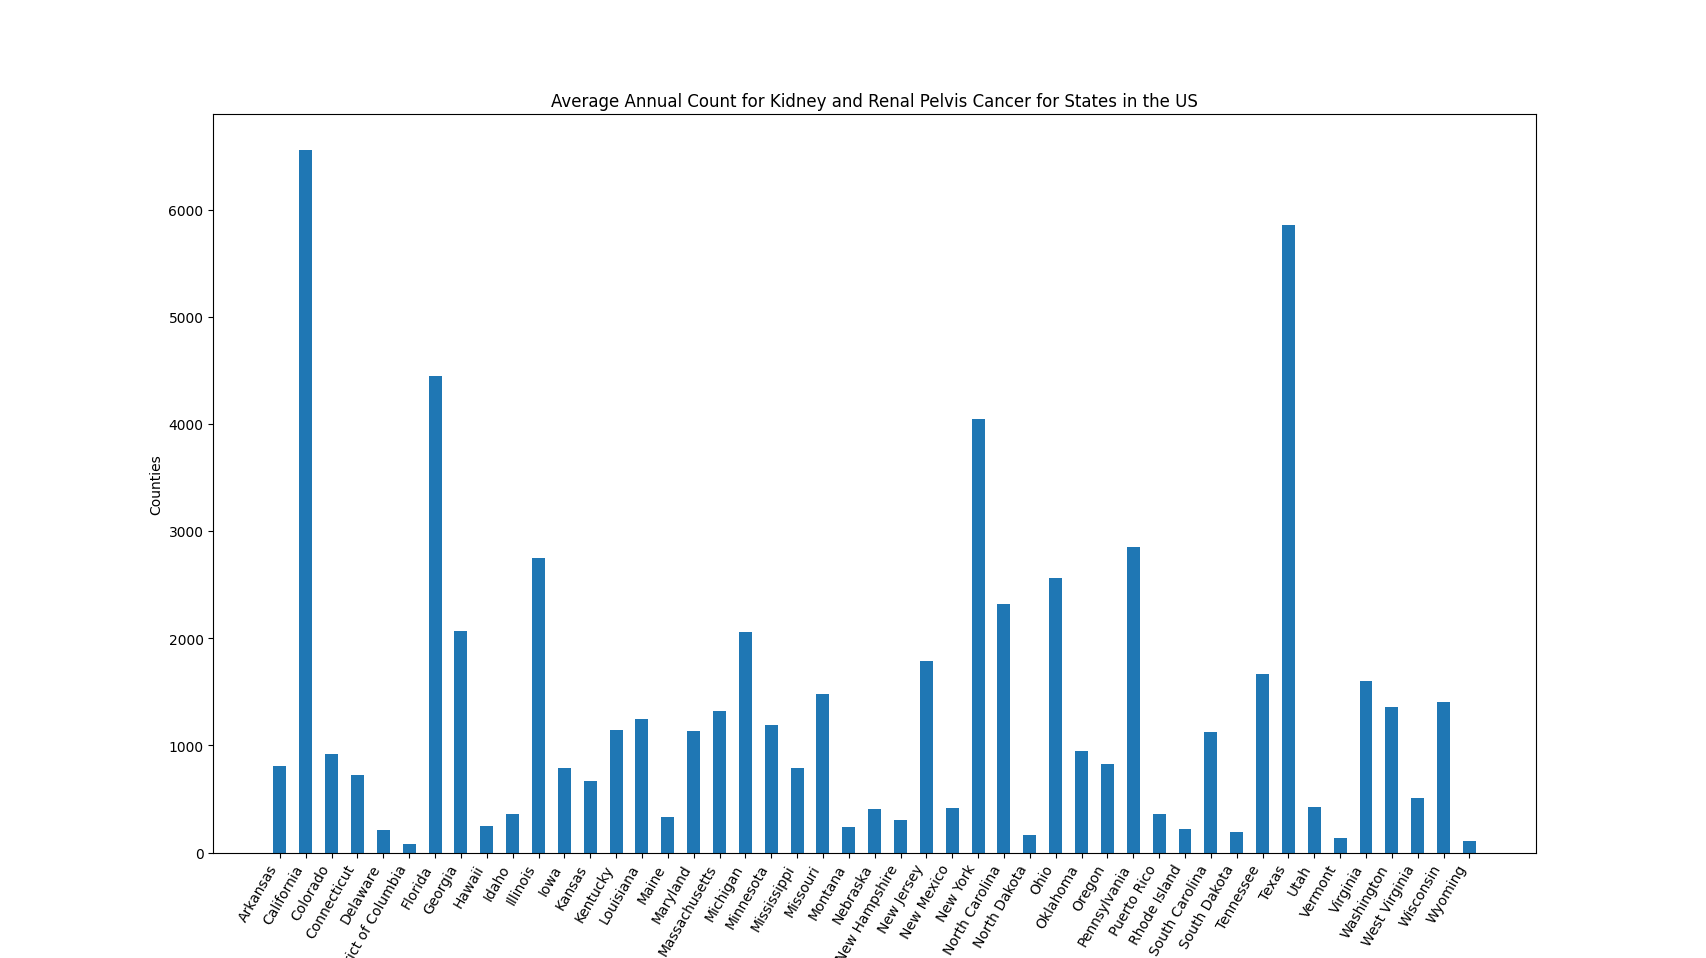 Average Annual Count for Kidney and Renal Pelvis Cancer for States in the US
Counties
6000
5000
4000
3000
2000
1000
0
Arkansas
California
Colorado
Connecticut
Delaware
rict of Columbia
Florida
Georgia
Hawaii
Idaho
Illinois
Iowa
Kansas
Kentucky
Louisiana
Maine
Maryland
Massachusetts
Michigan
Minnesota
Mississippi
Missouri
Montana
Nebraska
New Hampshire
New Jersey
New Mexico
New York
North Carolina
North Dakota
Ohio
Oklahoma
Oregon
Pennsylvania
Puerto Rico
Rhode Island
South Carolina
South Dakota
Tennessee
Texas
Utah
Vermont
Virginia
Washington
West Virginia
Wisconsin
Wyoming